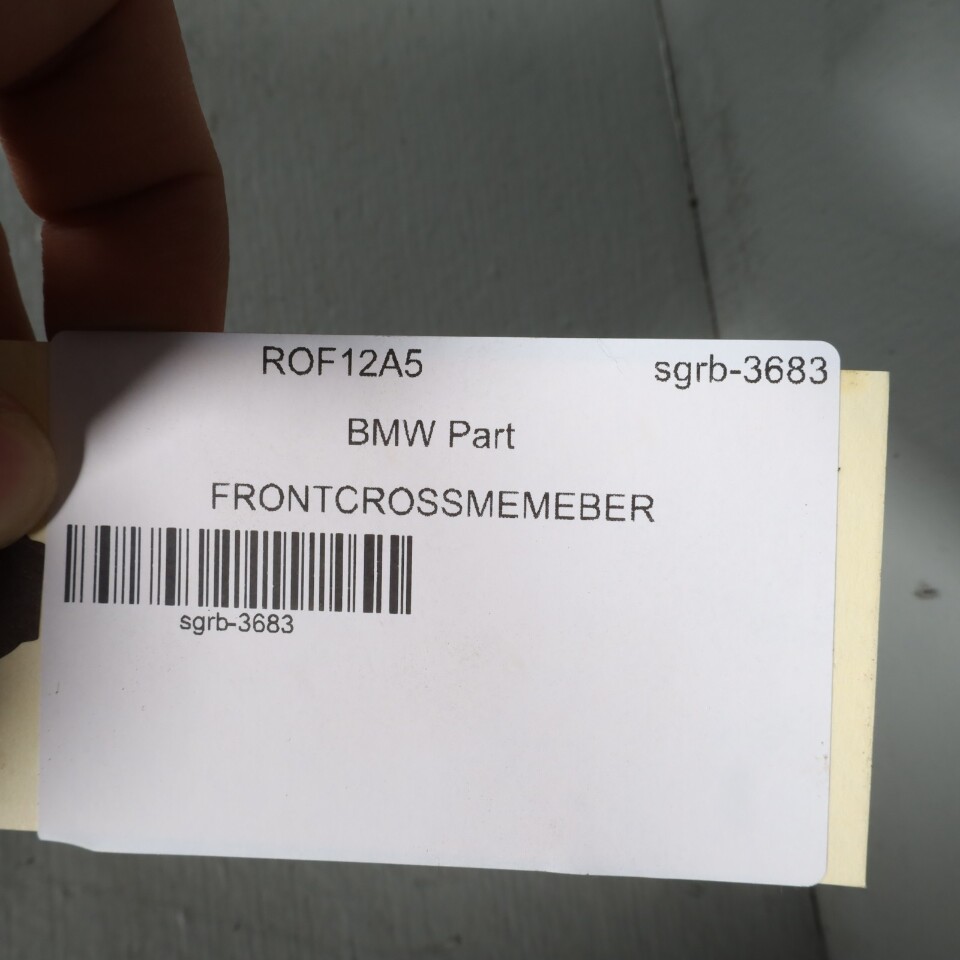 ROF12A5 sgrb-3683
BMW Part
FRONTCROSSMEMEBER
sgrb-3683